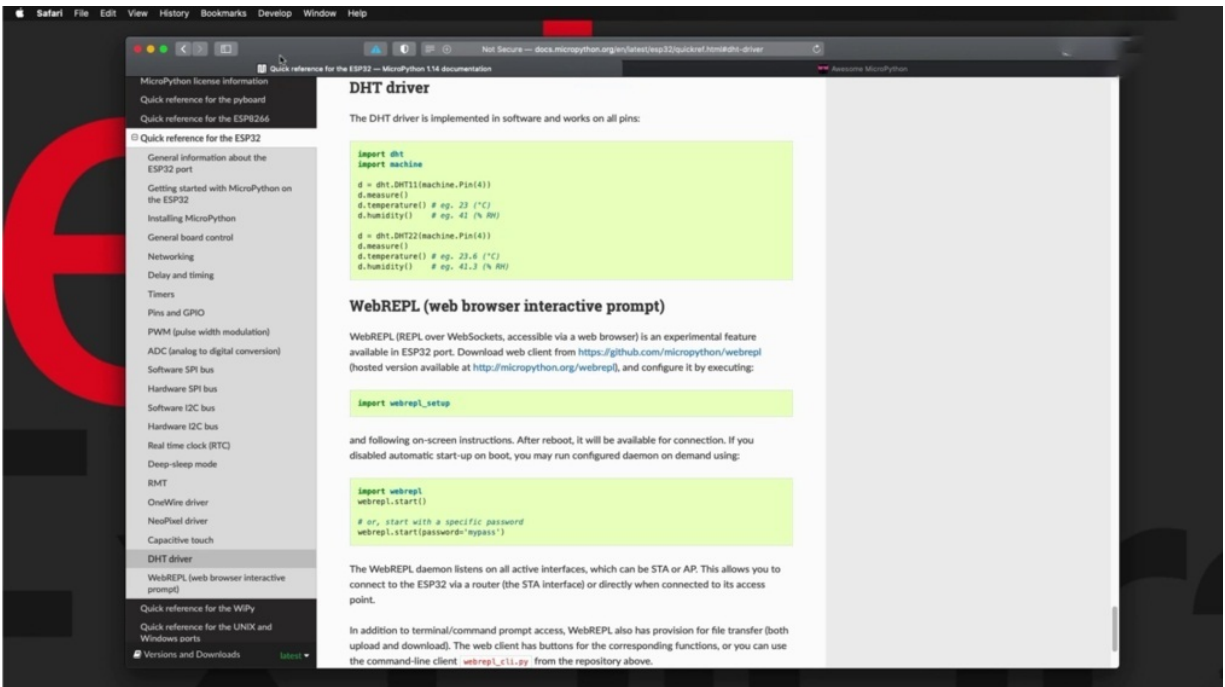 Safari File Edit View History Bookmarks Develop Window Help
Not Secure — docs.micropython.org/en/latest/esp32/quickref.html#dht-driver
Quick reference for the ESP32 — MicroPython 1.14 documentation
Awesome MicroPython
MicroPython license information
Quick reference for the pyboard
Quick reference for the ESP8266
Quick reference for the ESP32
General information about the
ESP32 port
Getting started with MicroPython on
the ESP32
Installing MicroPython
General board control
Networking
Delay and timing
Timers
Pins and GPIO
PWM (pulse width modulation)
ADC (analog to digital conversion)
Software SPI bus
Hardware SPI bus
Software I2C bus
Hardware I2C bus
Real time clock (RTC)
Deep-sleep mode
RMT
OneWire driver
NeoPixel driver
Capacitive touch
DHT driver
WebREPL (web browser interactive
prompt)
Quick reference for the WiPy
Quick reference for the UNIX and
Windows ports
Versions and Downloads latest
DHT driver
The DHT driver is implemented in software and works on all pins:
import dht
import machine
d = dht.DHT11(machine.Pin(4))
d.measure()
d.temperature() # eg. 23 (°C)
d.humidity() # eg. 41 (% RH)
d = dht.DHT22(machine.Pin(4))
d.measure()
d.temperature() # eg. 23.6 (°C)
d.humidity() # eg. 41.3 (% RH)
WebREPL (web browser interactive prompt)
WebREPL (REPL over WebSockets, accessible via a web browser) is an experimental feature
available in ESP32 port. Download web client from https://github.com/micropython/webrepl
(hosted version available at http://micropython.org/webrepl), and configure it by executing:
import webrepl_setup
and following on-screen instructions. After reboot, it will be available for connection. If you
disabled automatic start-up on boot, you may run configured daemon on demand using:
import webrepl
webrepl.start()
# or, start with a specific password
webrepl.start(password='mypass')
The WebREPL daemon listens on all active interfaces, which can be STA or AP. This allows you to
connect to the ESP32 via a router (the STA interface) or directly when connected to its access
point.
In addition to terminal/command prompt access, WebREPL also has provision for file transfer (both
upload and download). The web client has buttons for the corresponding functions, or you can use
the command-line client webrepl_cli.py from the repository above.